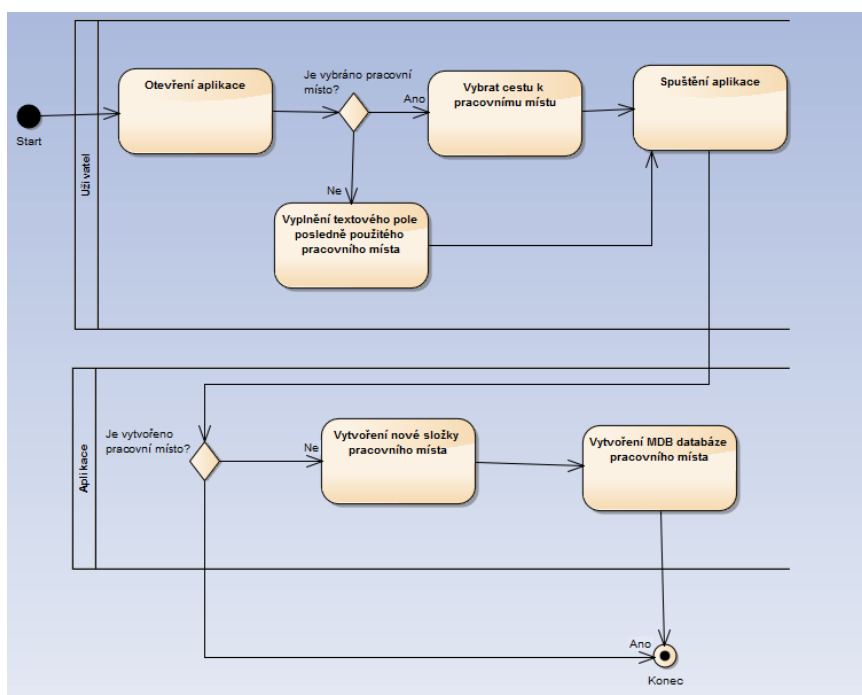 Uživatel
Start
Otevření aplikace
Je vybráno pracovní
místo?
Ano
Vybrat cestu k
pracovnímu místu
Spuštění aplikace
Ne
Vyplnění textového pole
posledně použitého
pracovního místa
Aplikace
Je vytvořeno
pracovní místo?
Ne
Vytvoření nové složky
pracovního místa
Vytvoření MDB databáze
pracovního místa
Ano
Konec